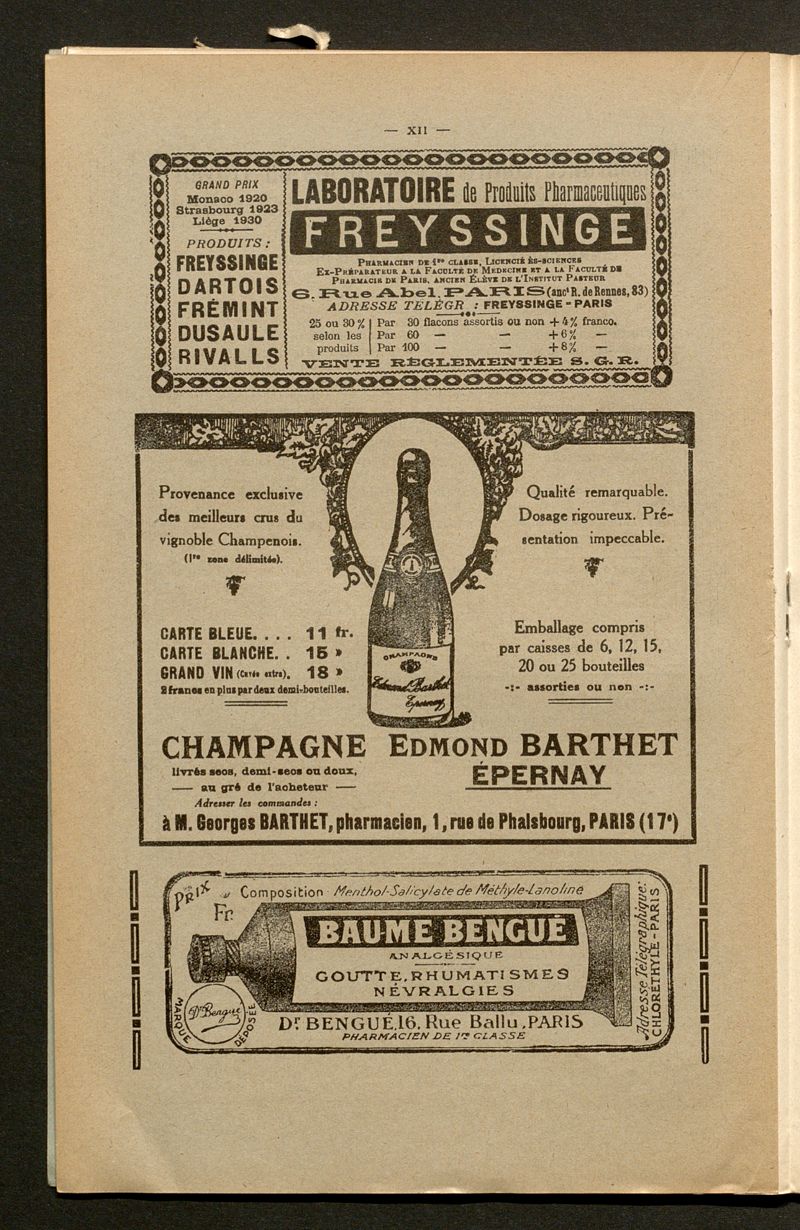 — XII —
GRAND PRIX
Monaco 1920
Strasbourg 1923
Liège 1930
PRODUITS :
FREYSSINGE
DARTOIS
FRÉMINT
DUSAULE
RIVALLS
LABORATOIRE de Produits Pharmaceutiques
FREYSSINGE
PHARMACIEN DE 1re CLASSE, LICENCIÉ ÈS-SCIENCES
EX-PRÉPARATEUR A LA FACULTÉ DE MEDECINE ET A LA FACULTÉ DE
PHARMACIE DE PARIS, ANCIEN ÉLÈVE DE L'INSTITUT PASTEUR
6, Rue Abel, PARIS (anct R. de Rennes, 83)
ADRESSE TÉLÉGR : FREYSSINGE - PARIS
25 ou 30 % | Par 30 flacons assortis ou non + 4 % franco.
selon les | Par 60 — — + 6 % —
produits | Par 100 — — + 8 % —
VENTE RÉGLEMENTÉE S. G. R.
Provenance exclusive
des meilleurs crus du
vignoble Champenois.
(1re zone délimitée).
Qualité remarquable.
Dosage rigoureux. Pré-
sentation impeccable.
CARTE BLEUE. . . . 11 fr.
CARTE BLANCHE. . 15 »
GRAND VIN (Cuvée extra). 18 »
2 francs en plus par deux demi-bouteilles.
CHAMPAGNE
Edmond Barthet
Épernay
Emballage compris
par caisses de 6, 12, 15,
20 ou 25 bouteilles
-:- assorties ou non -:-
CHAMPAGNE EDMOND BARTHET
livrés secs, demi-secs ou doux,
— au gré de l'acheteur —
ÉPERNAY
Adresser les commandes :
à M. Georges BARTHET, pharmacien, 1, rue de Phalsbourg, PARIS (17e)
PRIX
Fr.
Composition Menthol-Salicylate de Méthyle-Lanoline
BAUME BENGUÉ
ANALGÉSIQUE
GOUTTE, RHUMATISMES
NÉVRALGIES
MARQUE DÉPOSÉE
Dr Bengué
Dr BENGUÉ, 16, Rue Ballu, PARIS
PHARMACIEN DE 1re CLASSE
Adresse Télégraphique:
CHLORÉTHYLE - PARIS